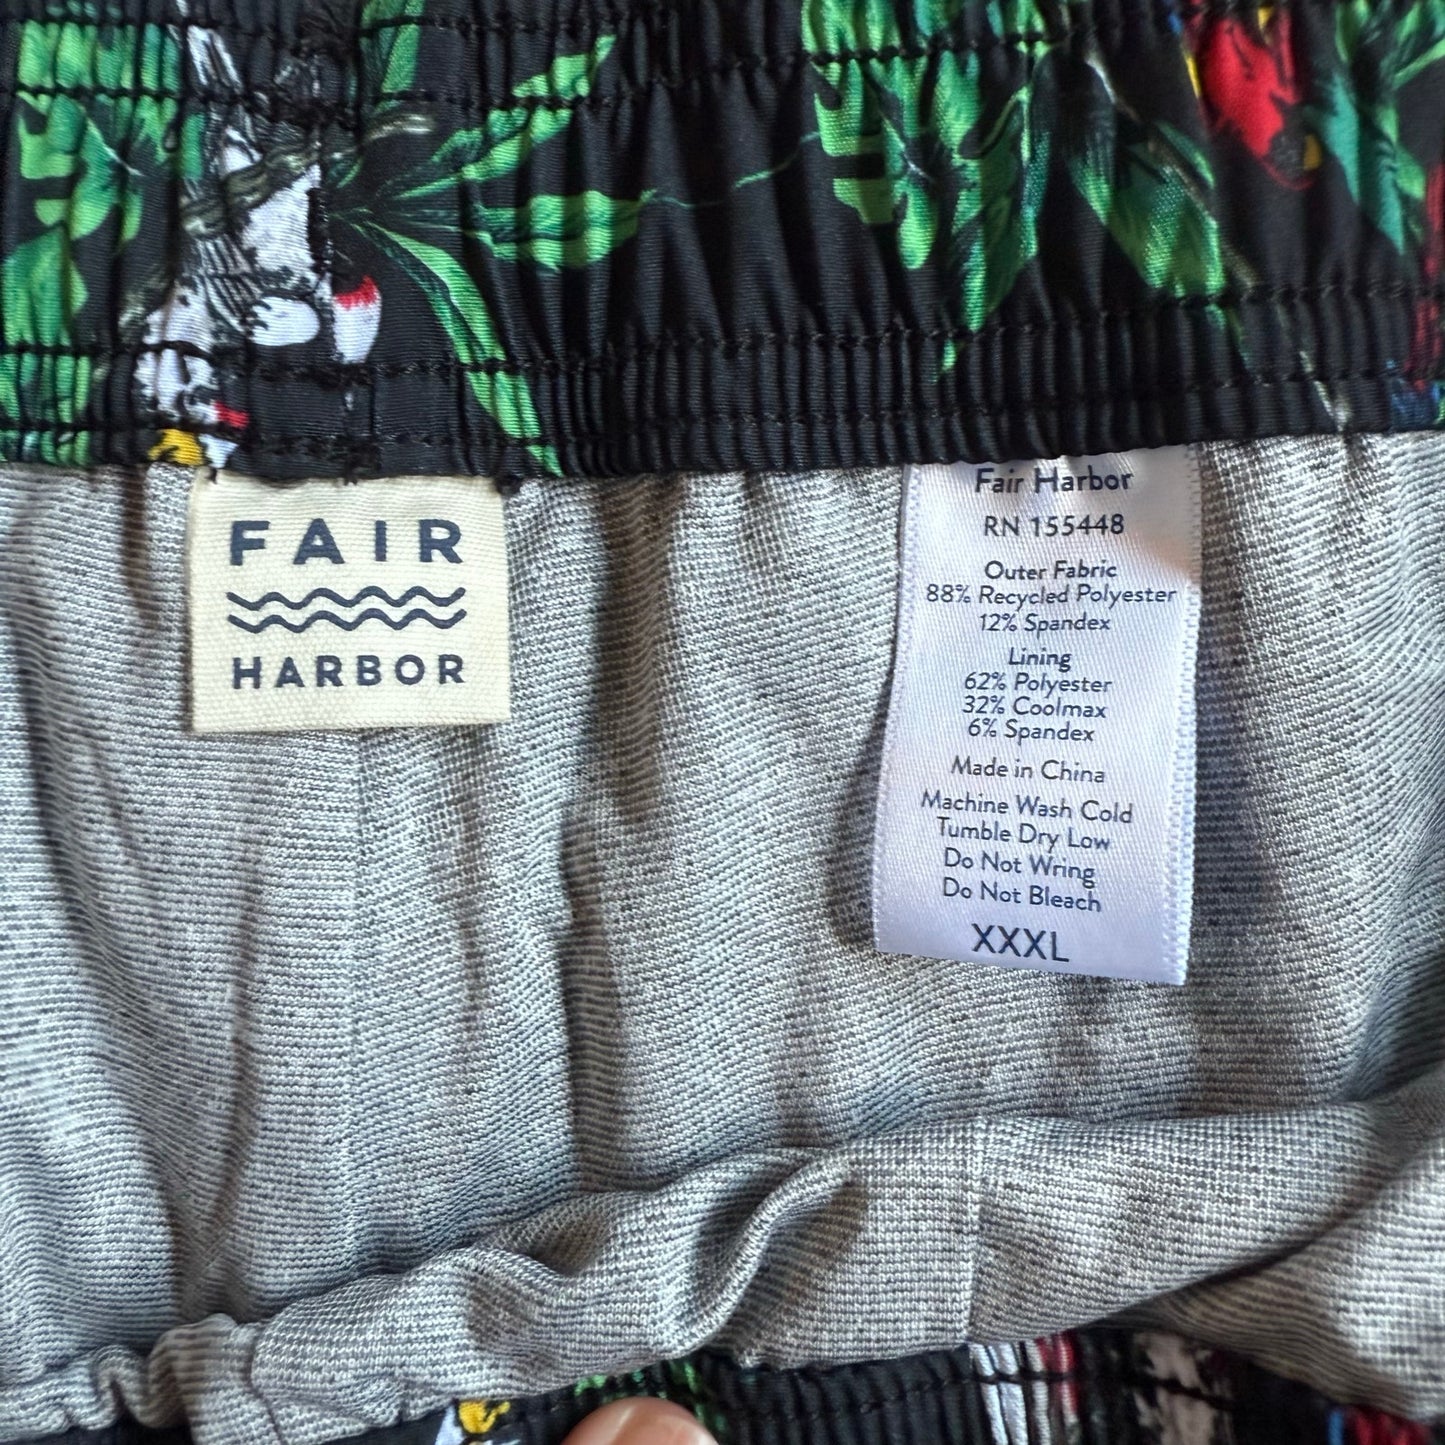 FAIR
HARBOR
Fair Harbor
RN 155448
Outer Fabric
88% Recycled Polyester
12% Spandex
Lining
62% Polyester
32% Coolmax
6% Spandex
Made in China
Machine Wash Cold
Tumble Dry Low
Do Not Wring
Do Not Bleach
XXXL